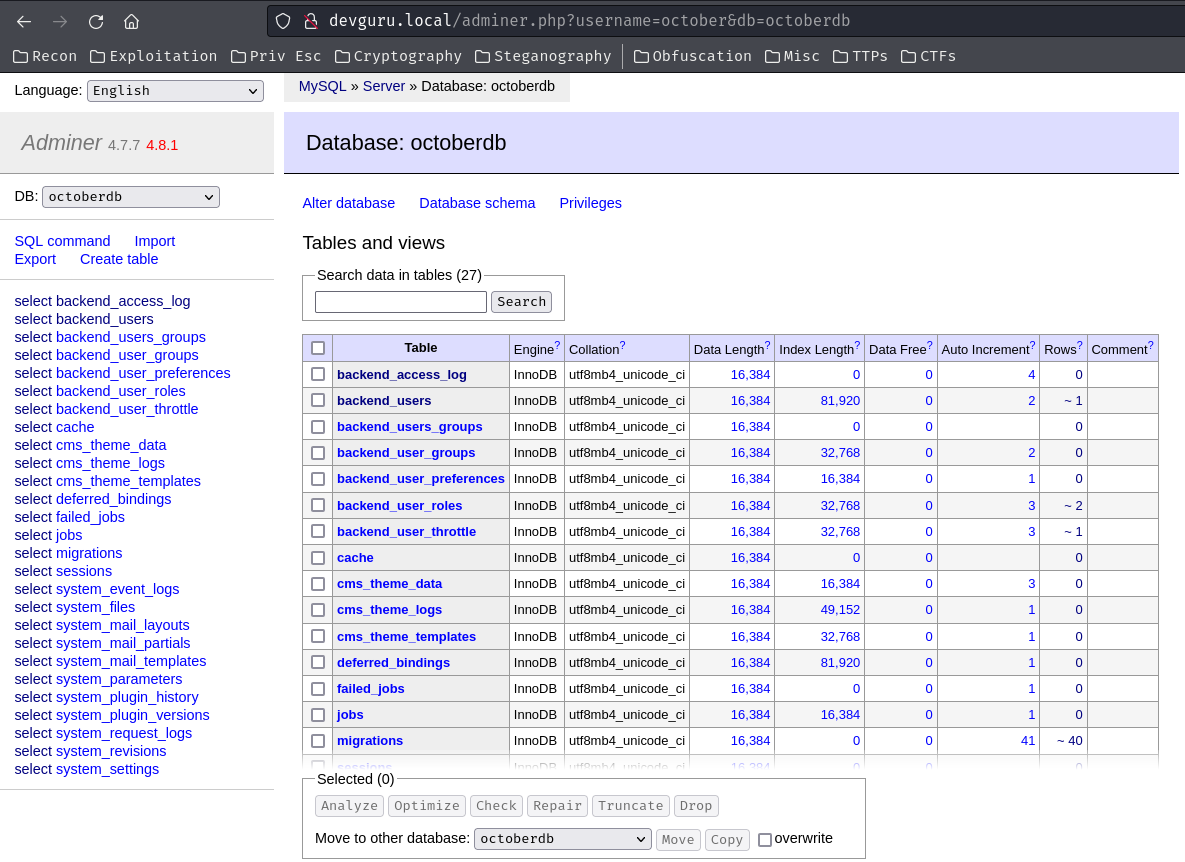 devguru.local/adminer.php?username=october&db=octoberdb
Recon Exploitation Priv Esc Cryptography Steganography Obfuscation Misc TTPs CTFs
Language: English
MySQL » Server » Database: octoberdb
Adminer 4.7.7 4.8.1
Database: octoberdb
DB: octoberdb
Alter database Database schema Privileges
SQL command Import
Export Create table
select backend_access_log
select backend_users
select backend_users_groups
select backend_user_groups
select backend_user_preferences
select backend_user_roles
select backend_user_throttle
select cache
select cms_theme_data
select cms_theme_logs
select cms_theme_templates
select deferred_bindings
select failed_jobs
select jobs
select migrations
select sessions
select system_event_logs
select system_files
select system_mail_layouts
select system_mail_partials
select system_mail_templates
select system_parameters
select system_plugin_history
select system_plugin_versions
select system_request_logs
select system_revisions
select system_settings
Tables and views
Search data in tables (27)
Search
Table Engine? Collation? Data Length? Index Length? Data Free? Auto Increment? Rows? Comment?
backend_access_log InnoDB utf8mb4_unicode_ci 16,384 0 0 4 0
backend_users InnoDB utf8mb4_unicode_ci 16,384 81,920 0 2 ~ 1
backend_users_groups InnoDB utf8mb4_unicode_ci 16,384 0 0 0
backend_user_groups InnoDB utf8mb4_unicode_ci 16,384 32,768 0 2 0
backend_user_preferences InnoDB utf8mb4_unicode_ci 16,384 16,384 0 1 0
backend_user_roles InnoDB utf8mb4_unicode_ci 16,384 32,768 0 3 ~ 2
backend_user_throttle InnoDB utf8mb4_unicode_ci 16,384 32,768 0 3 ~ 1
cache InnoDB utf8mb4_unicode_ci 16,384 0 0 0
cms_theme_data InnoDB utf8mb4_unicode_ci 16,384 16,384 0 3 0
cms_theme_logs InnoDB utf8mb4_unicode_ci 16,384 49,152 0 1 0
cms_theme_templates InnoDB utf8mb4_unicode_ci 16,384 32,768 0 1 0
deferred_bindings InnoDB utf8mb4_unicode_ci 16,384 81,920 0 1 0
failed_jobs InnoDB utf8mb4_unicode_ci 16,384 0 0 1 0
jobs InnoDB utf8mb4_unicode_ci 16,384 16,384 0 1 0
migrations InnoDB utf8mb4_unicode_ci 16,384 0 0 41 ~ 40
sessions InnoDB utf8mb4_unicode_ci 16,384 0 0 0
Selected (0)
Analyze Optimize Check Repair Truncate Drop
Move to other database: octoberdb Move Copy overwrite